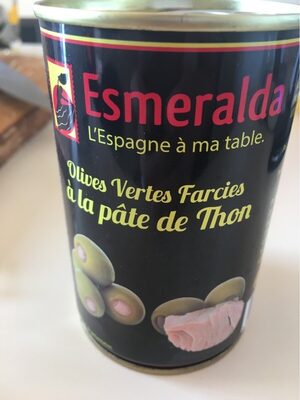 Esmeralda
L'Espagne à ma table.
Olives Vertes Farcies
à la pâte de Thon